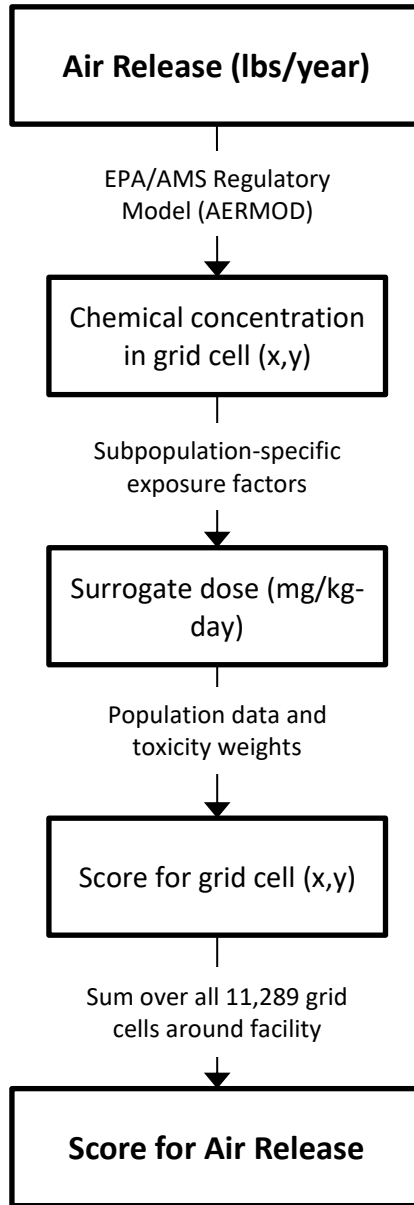 Air Release (lbs/year)
EPA/AMS Regulatory
Model (AERMOD)
Chemical concentration
in grid cell (x,y)
Subpopulation-specific
exposure factors
Surrogate dose (mg/kg-
day)
Population data and
toxicity weights
Score for grid cell (x,y)
Sum over all 11,289 grid
cells around facility
Score for Air Release